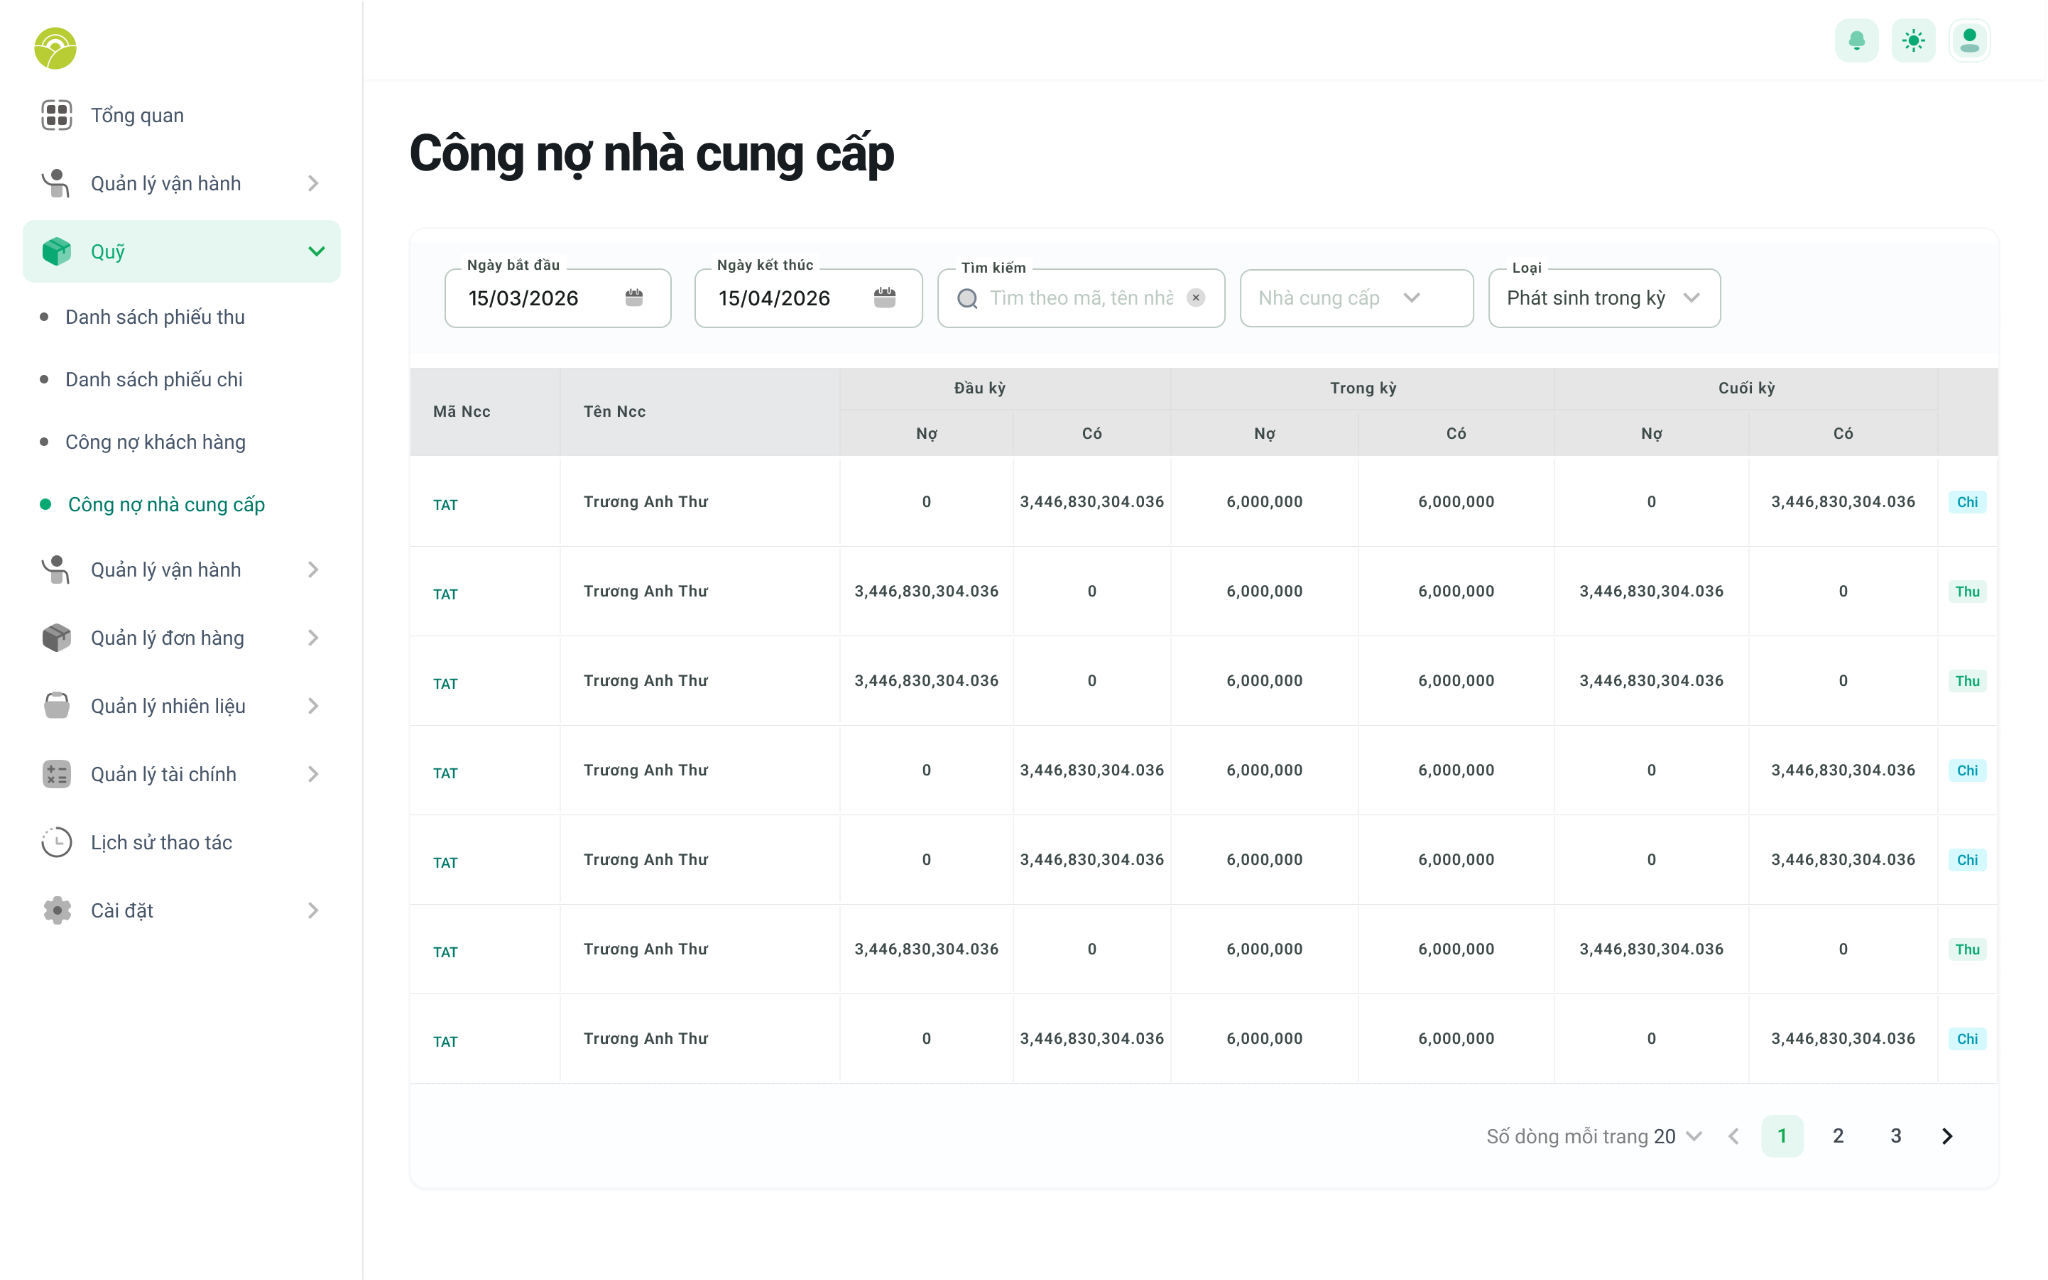 Tổng quan
Quản lý vận hành
Quỹ
Danh sách phiếu thu
Danh sách phiếu chi
Công nợ khách hàng
Công nợ nhà cung cấp
Quản lý vận hành
Quản lý đơn hàng
Quản lý nhiên liệu
Quản lý tài chính
Lịch sử thao tác
Cài đặt
Công nợ nhà cung cấp
Ngày bắt đầu Ngày kết thúc Tìm kiếm Loại
15/03/2026 15/04/2026 Tìm theo mã, tên nhà Nhà cung cấp Phát sinh trong kỳ
Mã Ncc Tên Ncc Đầu kỳ Trong kỳ Cuối kỳ
Nợ Có Nợ Có Nợ Có
TAT Trương Anh Thư 0 3,446,830,304.036 6,000,000 6,000,000 0 3,446,830,304.036 Chi
TAT Trương Anh Thư 3,446,830,304.036 0 6,000,000 6,000,000 3,446,830,304.036 0 Thu
TAT Trương Anh Thư 3,446,830,304.036 0 6,000,000 6,000,000 3,446,830,304.036 0 Thu
TAT Trương Anh Thư 0 3,446,830,304.036 6,000,000 6,000,000 0 3,446,830,304.036 Chi
TAT Trương Anh Thư 0 3,446,830,304.036 6,000,000 6,000,000 0 3,446,830,304.036 Chi
TAT Trương Anh Thư 3,446,830,304.036 0 6,000,000 6,000,000 3,446,830,304.036 0 Thu
TAT Trương Anh Thư 0 3,446,830,304.036 6,000,000 6,000,000 0 3,446,830,304.036 Chi
Số dòng mỗi trang 20 1 2 3